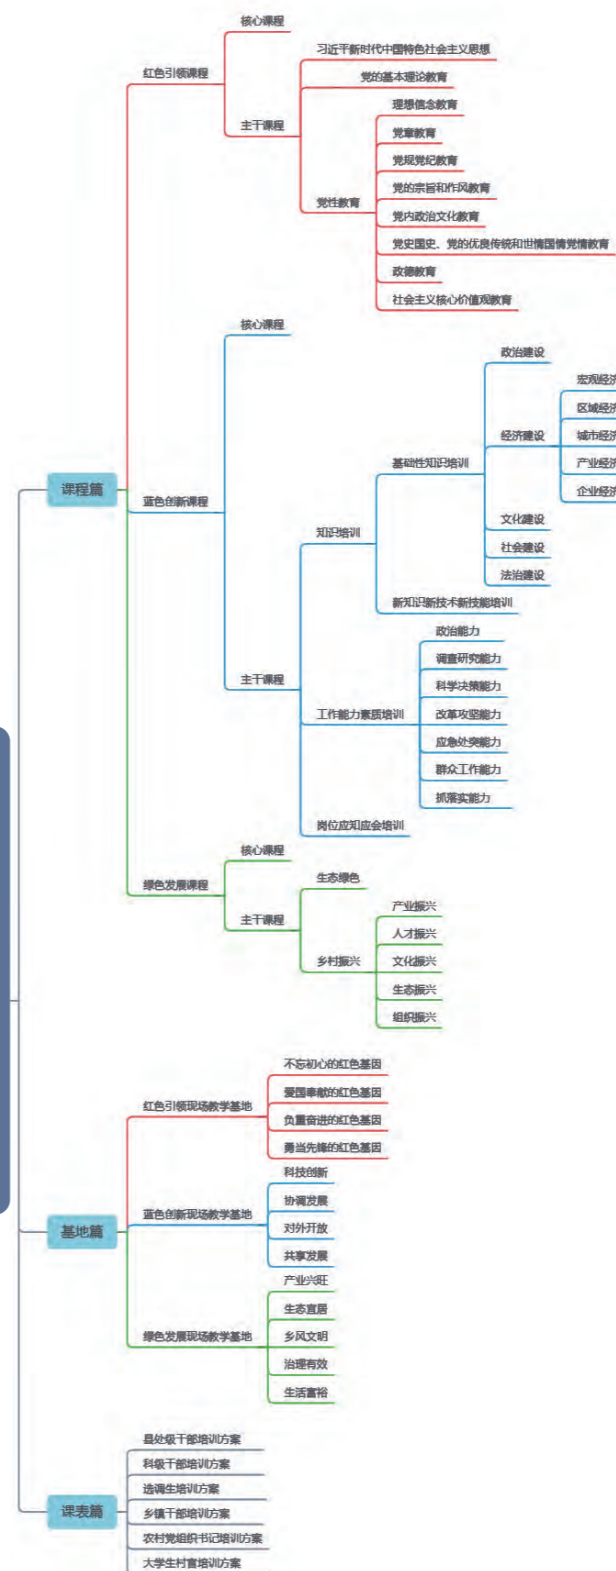 核心课程
红色引领课程
习近平新时代中国特色社会主义思想
党的基本理论教育
主干课程
理想信念教育
党章教育
党规党纪教育
党的宗旨和作风教育
党性教育
党内政治文化教育
党史国史、党的优良传统和世情国情党情教育
政德教育
社会主义核心价值观教育
核心课程
政治建设
宏观经济
区域经济
经济建设
城市经济
基础性知识培训
产业经济
课程篇
企业经济
蓝色创新课程
文化建设
知识培训
社会建设
法治建设
新知识新技术新技能培训
政治能力
调查研究能力
主干课程
科学决策能力
工作能力素质培训
改革攻坚能力
应急处突能力
群众工作能力
抓落实能力
岗位应知应会培训
核心课程
生态绿色
绿色发展课程
产业振兴
主干课程
人才振兴
乡村振兴
文化振兴
生态振兴
组织振兴
不忘初心的红色基因
爱国奉献的红色基因
红色引领现场教学基地
负重奋进的红色基因
勇当先锋的红色基因
科技创新
协调发展
蓝色创新现场教学基地
基地篇
对外开放
共享发展
产业兴旺
生态宜居
绿色发展现场教学基地
乡风文明
治理有效
生活富裕
县处级干部培训方案
科级干部培训方案
选调生培训方案
课表篇
乡镇干部培训方案
农村党组织书记培训方案
大学生村官培训方案